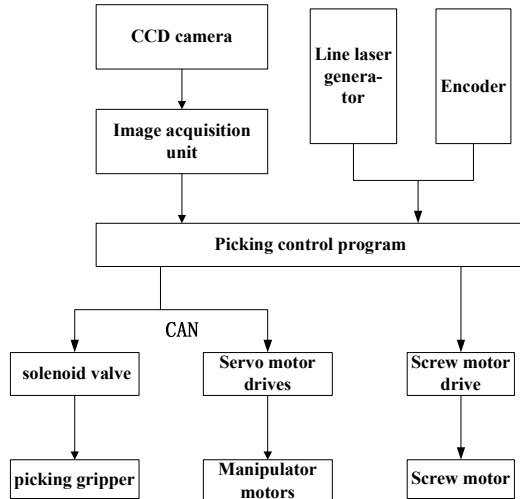 CCD camera
Line laser
genera-
tor
Encoder
Image acquisition
unit
Picking control program
CAN
solenoid valve
Servo motor
drives
Screw motor
drive
picking gripper
Manipulator
motors
Screw motor